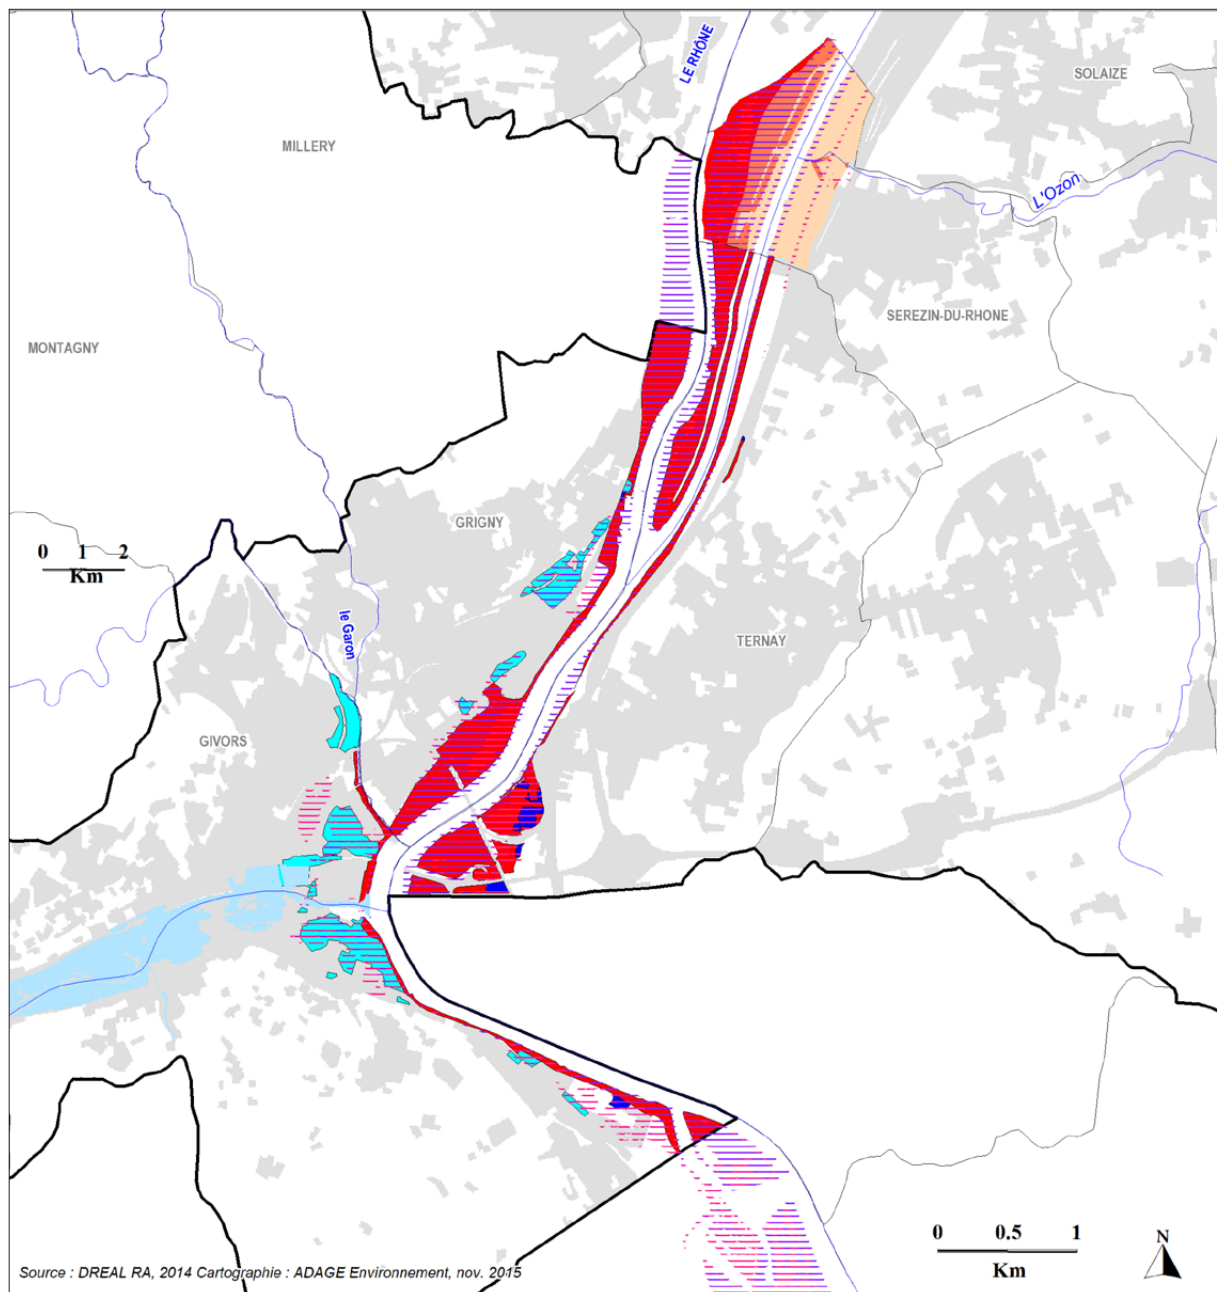 LE RHÔNE
SOLAIZE
MILLERY
L'Ozon
SEREZIN-DU-RHONE
MONTAGNY
GRIGNY
0 1 2
Km
le Garon
TERNAY
GIVORS
0 0.5 1
Km
N
Source : DREAL RA, 2014 Cartographie : ADAGE Environnement, nov. 2015